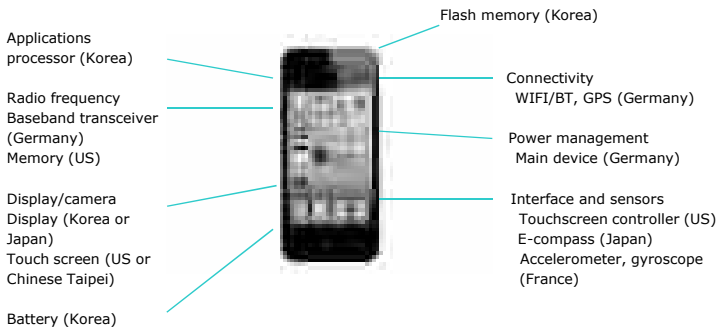 Flash memory (Korea)
Applications
processor (Korea)
Radio frequency
Baseband transceiver
(Germany)
Memory (US)
Display/camera
Display (Korea or
Japan)
Touch screen (US or
Chinese Taipei)
Battery (Korea)
Connectivity
WIFI/BT, GPS (Germany)
Power management
Main device (Germany)
Interface and sensors
Touchscreen controller (US)
E-compass (Japan)
Accelerometer, gyroscope
(France)